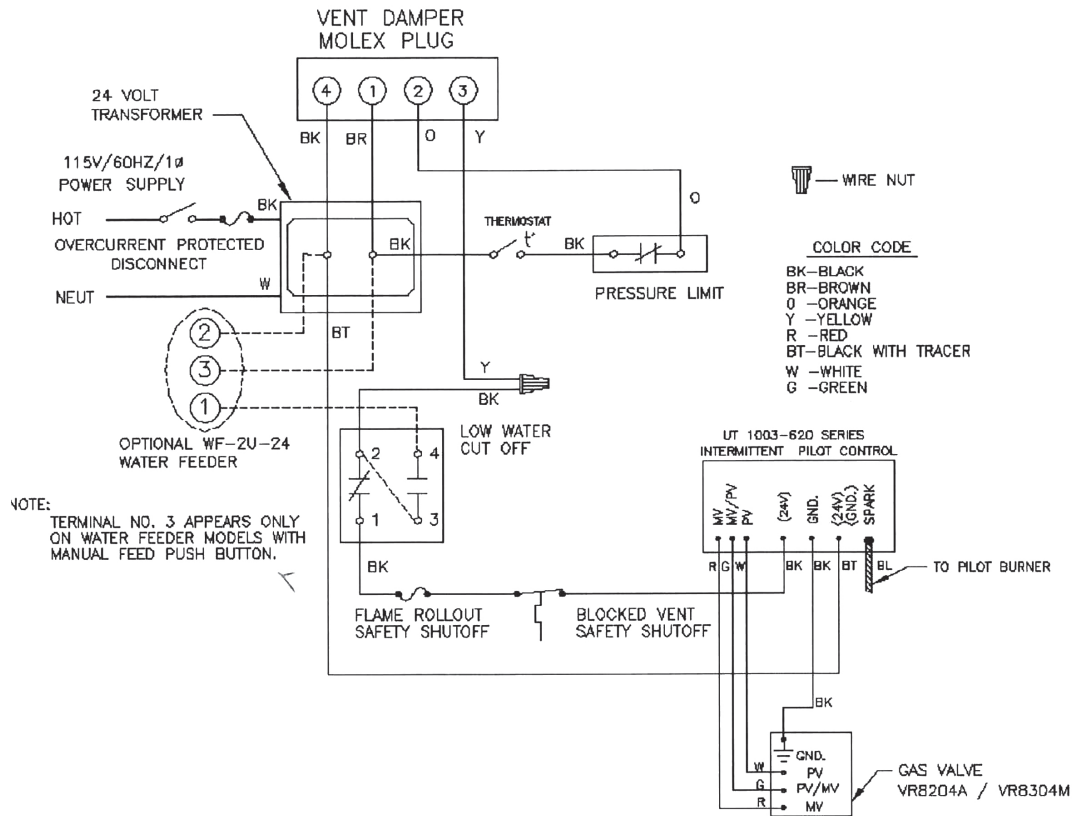 VENT DAMPER
MOLEX PLUG
4 1 2 3
24 VOLT
TRANSFORMER
BK BR O Y
115V/60HZ/1ø
POWER SUPPLY
HOT
BK
OVERCURRENT PROTECTED
DISCONNECT
NEUT
W
BK
THERMOSTAT
t°
BK
O
PRESSURE LIMIT
WIRE NUT
COLOR CODE
BK-BLACK
BR-BROWN
O -ORANGE
Y -YELLOW
R -RED
BT-BLACK WITH TRACER
W -WHITE
G -GREEN
2
3
1
OPTIONAL WF-2U-24
WATER FEEDER
BT
Y
BK
LOW WATER
CUT OFF
2 4
1 3
BK
NOTE:
TERMINAL NO. 3 APPEARS ONLY
ON WATER FEEDER MODELS WITH
MANUAL FEED PUSH BUTTON.
FLAME ROLLOUT
SAFETY SHUTOFF
BLOCKED VENT
SAFETY SHUTOFF
UT 1003-620 SERIES
INTERMITTENT PILOT CONTROL
MV
MV/PV
PV
(24V)
GND.
(24V)
(GND.)
SPARK
R G W BK BK BT BL
TO PILOT BURNER
BK
GND.
W PV
G PV/MV
R MV
GAS VALVE
VR8204A / VR8304M